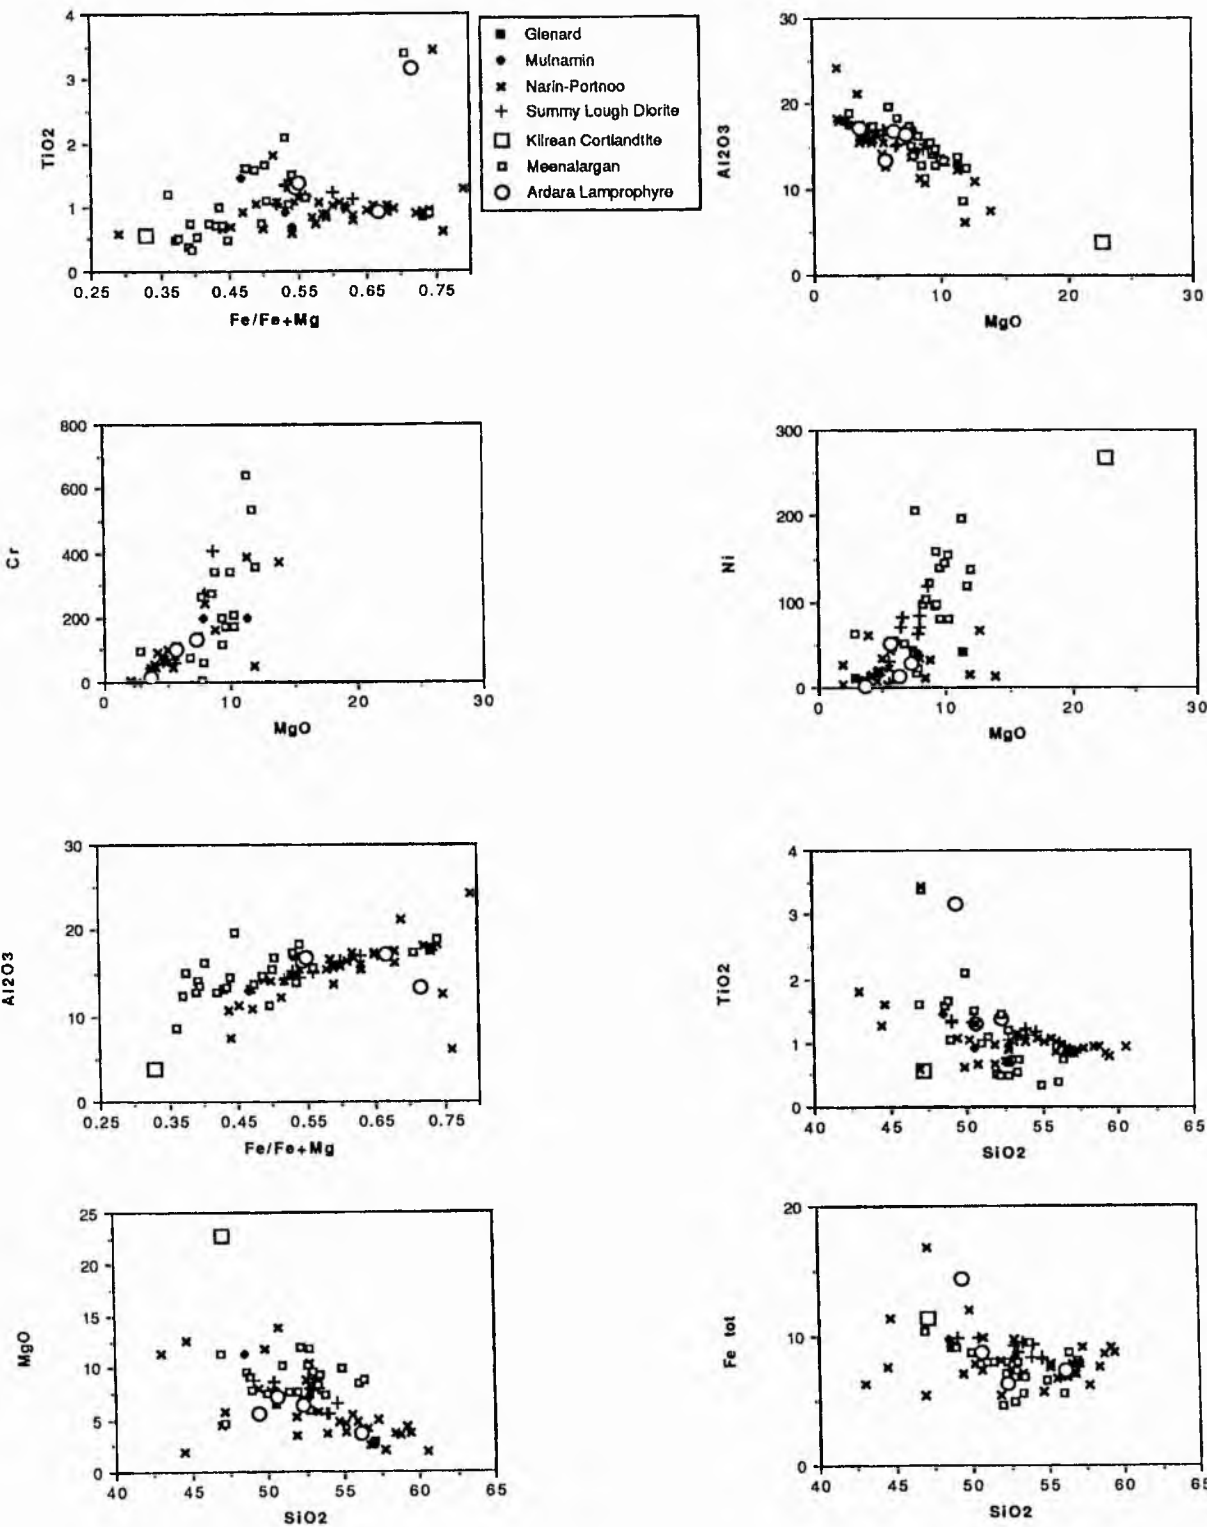 4
3
2
1
0
TiO2
0.25 0.35 0.45 0.55 0.65 0.75
Fe/Fe+Mg
Glenard
Mulnamin
Narin-Portnoo
Summy Lough Diorite
Kilrean Cortlandtite
Meenalargan
Ardara Lamprophyre
30
20
10
0
Al2O3
0 10 20 30
MgO
800
600
400
200
0
Cr
0 10 20 30
MgO
300
200
100
0
Ni
0 10 20 30
MgO
30
20
10
0
Al2O3
0.25 0.35 0.45 0.55 0.65 0.75
Fe/Fe+Mg
4
3
2
1
0
TiO2
40 45 50 55 60 65
SiO2
25
20
15
10
5
0
MgO
40 45 50 55 60 65
SiO2
20
10
0
Fe tot
40 45 50 55 60
SiO2